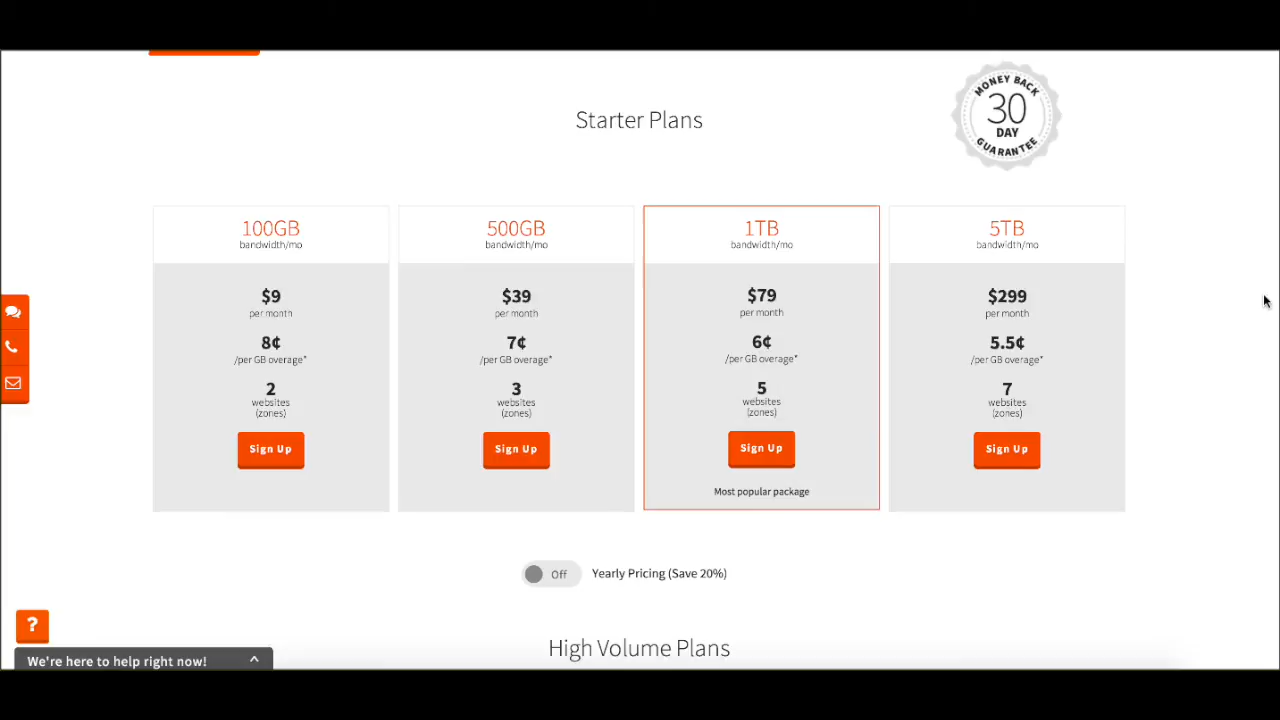 MONEY BACK
30
DAY
GUARANTEE
Starter Plans
100GB
bandwidth/mo
$9
per month
8¢
/per GB overage*
2
websites
(zones)
Sign Up
500GB
bandwidth/mo
$39
per month
7¢
/per GB overage*
3
websites
(zones)
Sign Up
1TB
bandwidth/mo
$79
per month
6¢
/per GB overage*
5
websites
(zones)
Sign Up
Most popular package
5TB
bandwidth/mo
$299
per month
5.5¢
/per GB overage*
7
websites
(zones)
Sign Up
Off
Yearly Pricing (Save 20%)
High Volume Plans
?
We're here to help right now!